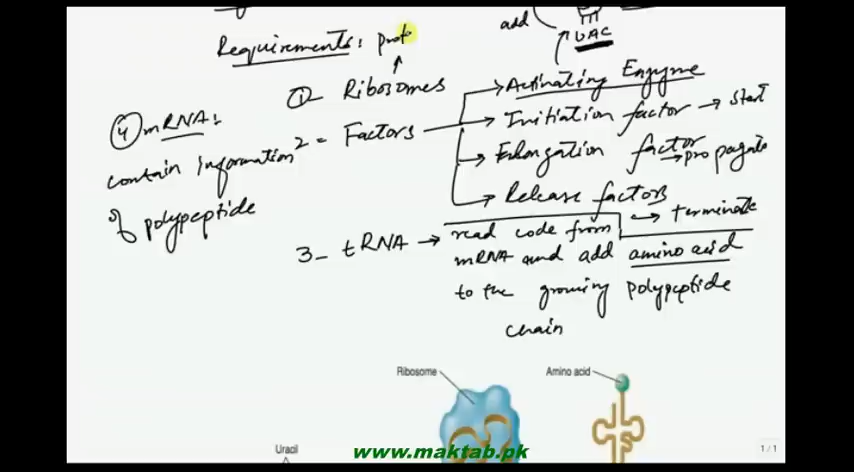 add
UAC
Requirements: prot
1- Ribosomes
Activating Enzyme
4 mRNA:
contain information
of polypeptide
2 = Factors
Initiation factor → start
Elongation factor → propagate
Release factors → terminate
3- tRNA → read code from
mRNA and add amino acid
to the growing polypeptide
chain
Ribosome
Amino acid
Uracil
www.maktab.pk
1 / 1